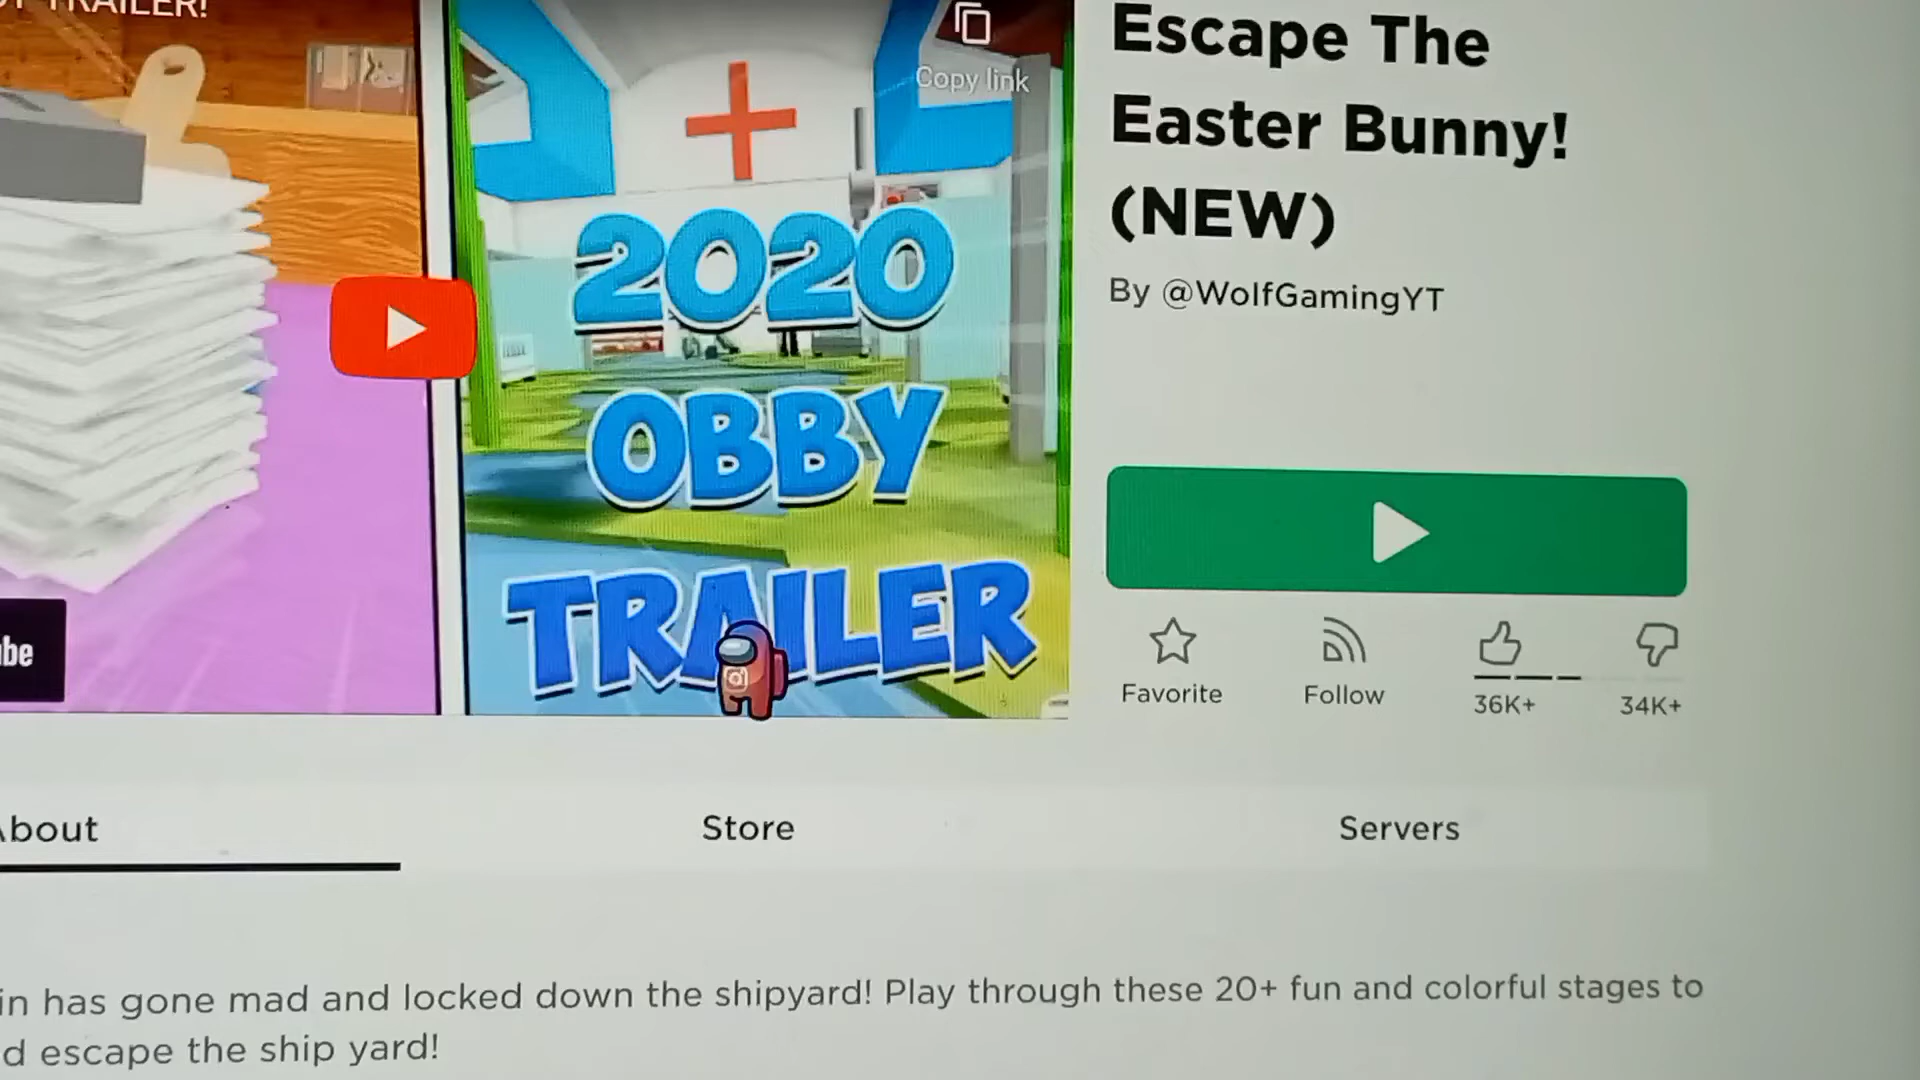 TRAILER!
Copy link
2020
OBBY
TRAILER
Escape The
Easter Bunny!
(NEW)
By @WolfGamingYT
Favorite
Follow
36K+
34K+
Store
Servers
has gone mad and locked down the shipyard! Play through these 20+ fun and colorful stages to
escape the ship yard!